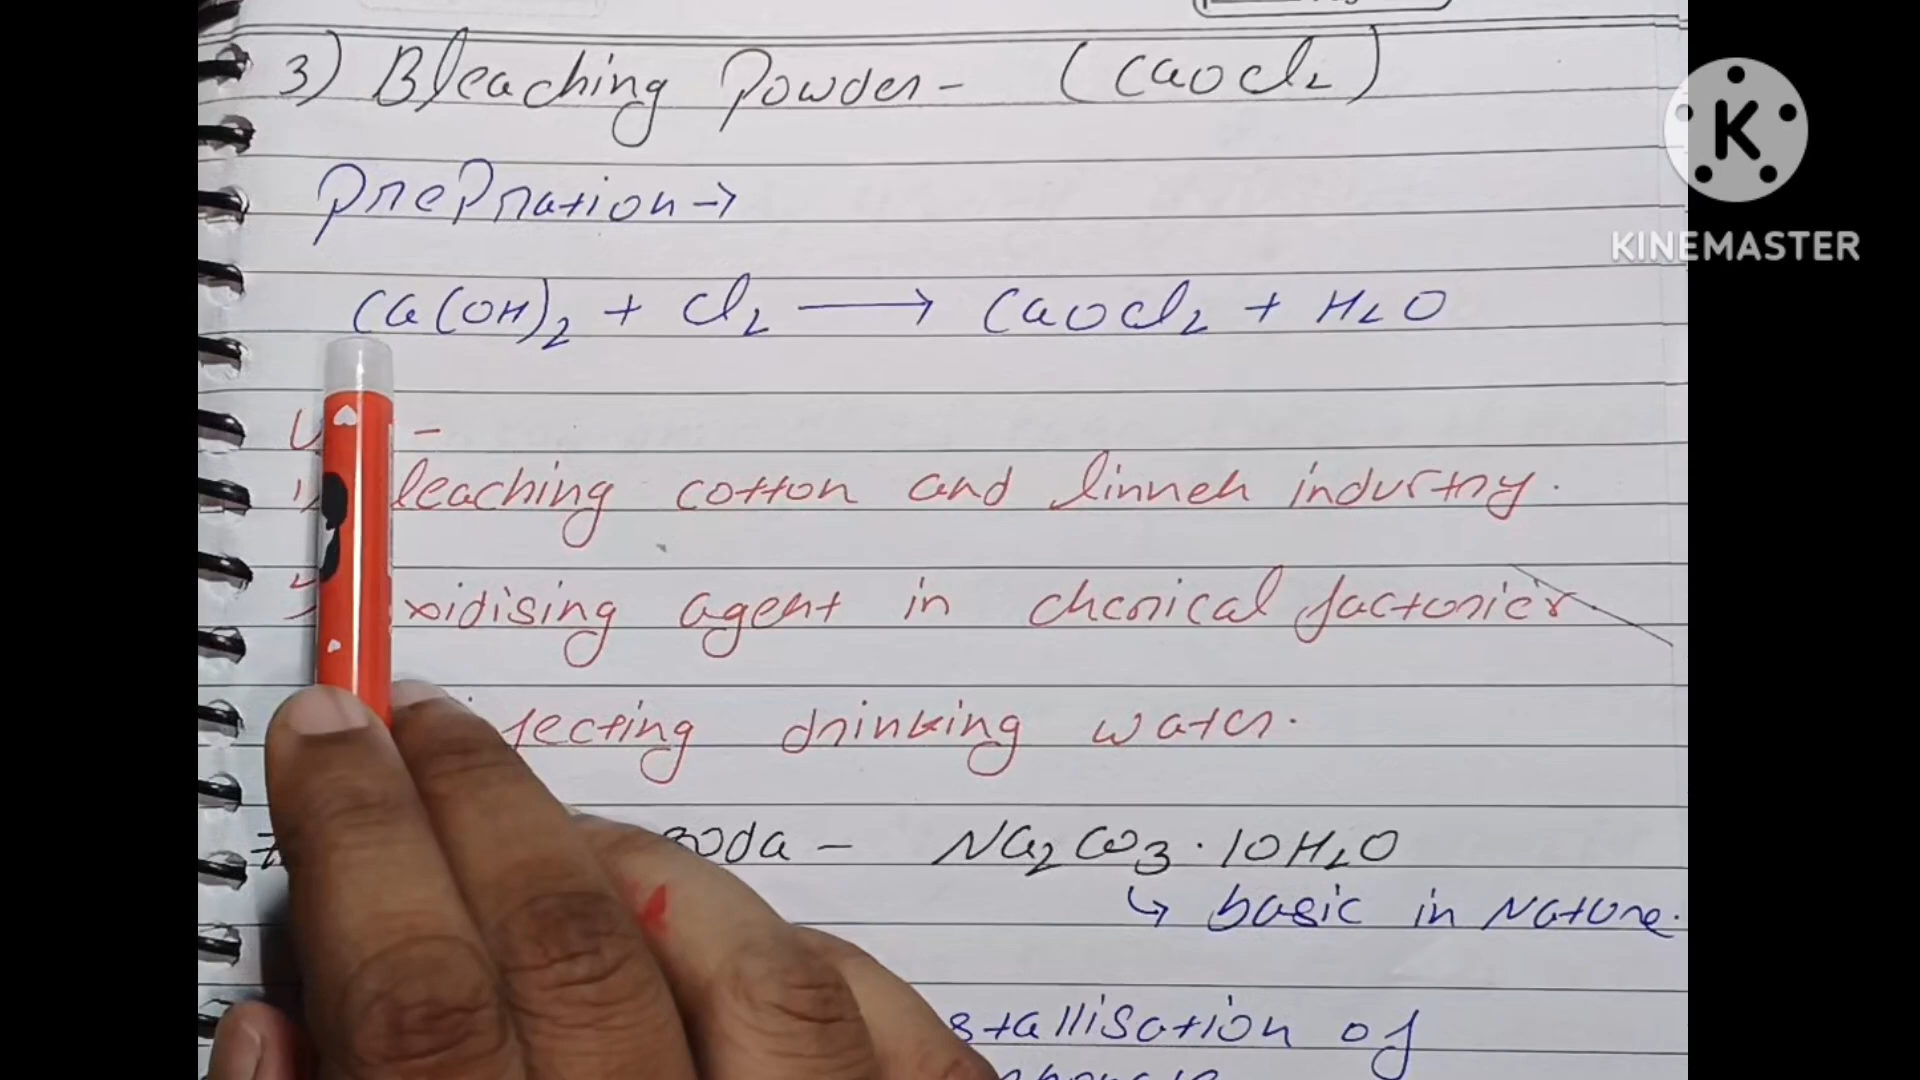 3) Bleaching Powder - (CaOCl₂)
Prepration →
Ca(OH)₂ + Cl₂ ⟶ CaOCl₂ + H₂O
-
leaching cotton and linnen industry.
xidising agent in chemical factories.
fecting drinking water.
soda - Na₂CO₃·10H₂O
↳ basic in Nature.
stallisation of
K
KINEMASTER